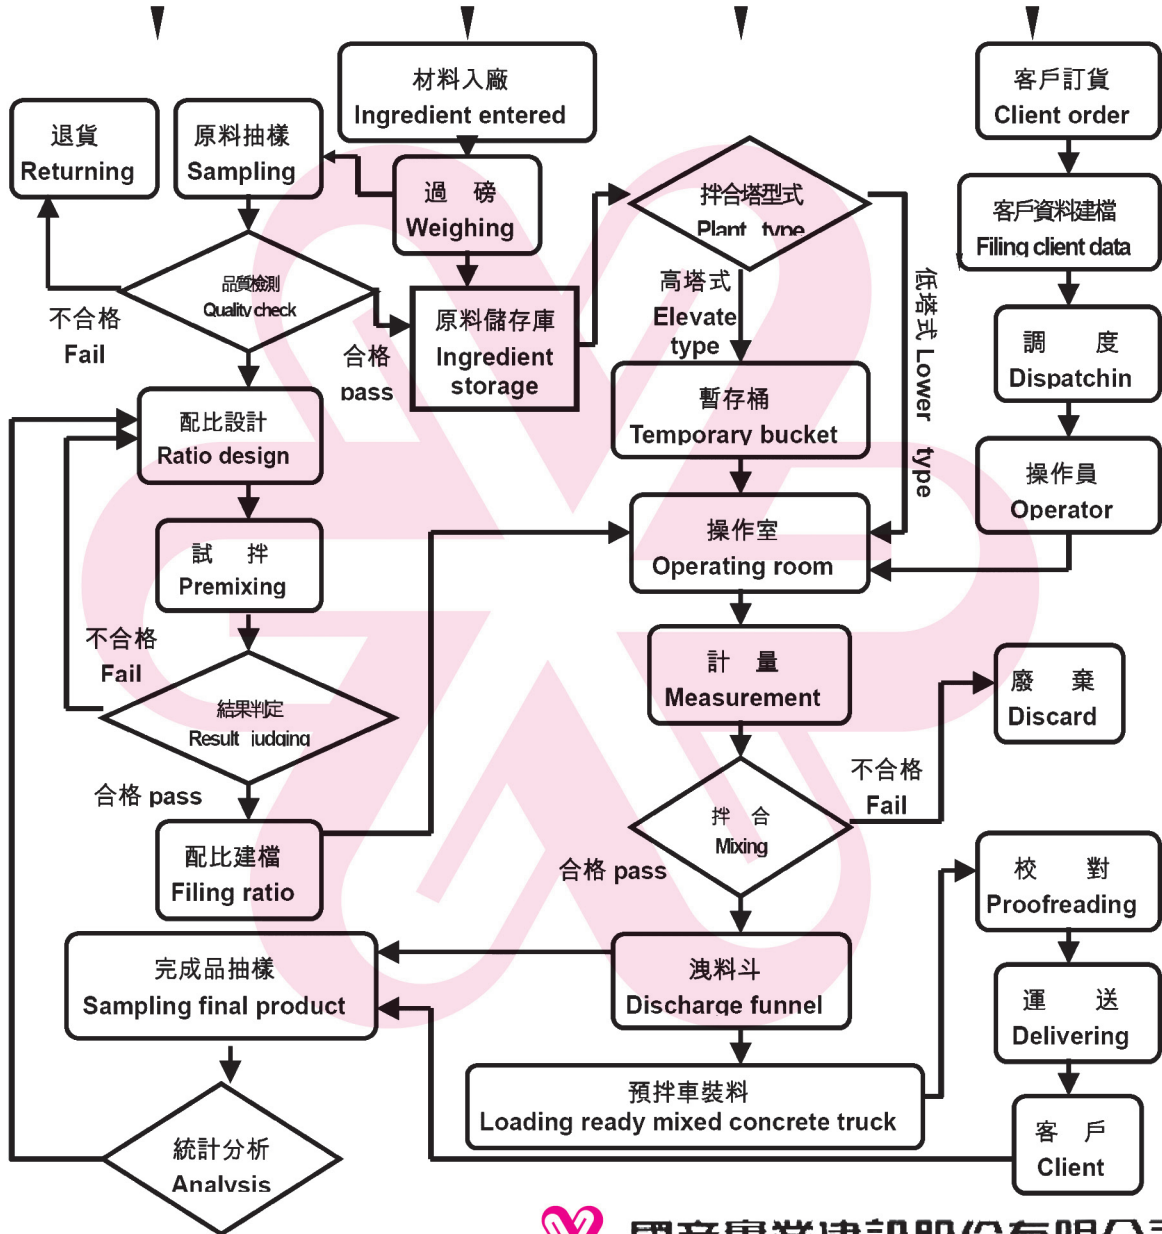 材料入廠
Ingredient entered
客戶訂貨
Client order
退貨
Returning
原料抽樣
Sampling
過 磅
Weighing
拌合塔型式
Plant type
客戶資料建檔
Filing client data
品質檢測
Quality check
不合格
Fail
合格
pass
原料儲存庫
Ingredient
storage
高塔式
Elevate
type
低塔式 Lower type
調 度
Dispatchin
暫存桶
Temporary bucket
配比設計
Ratio design
操作員
Operator
試 拌
Premixing
操作室
Operating room
不合格
Fail
計 量
Measurement
廢 棄
Discard
結果判定
Result judging
合格 pass
不合格
Fail
拌 合
Mixing
合格 pass
配比建檔
Filing ratio
校 對
Proofreading
完成品抽樣
Sampling final product
洩料斗
Discharge funnel
運 送
Delivering
預拌車裝料
Loading ready mixed concrete truck
統計分析
Analysis
客 戶
Client